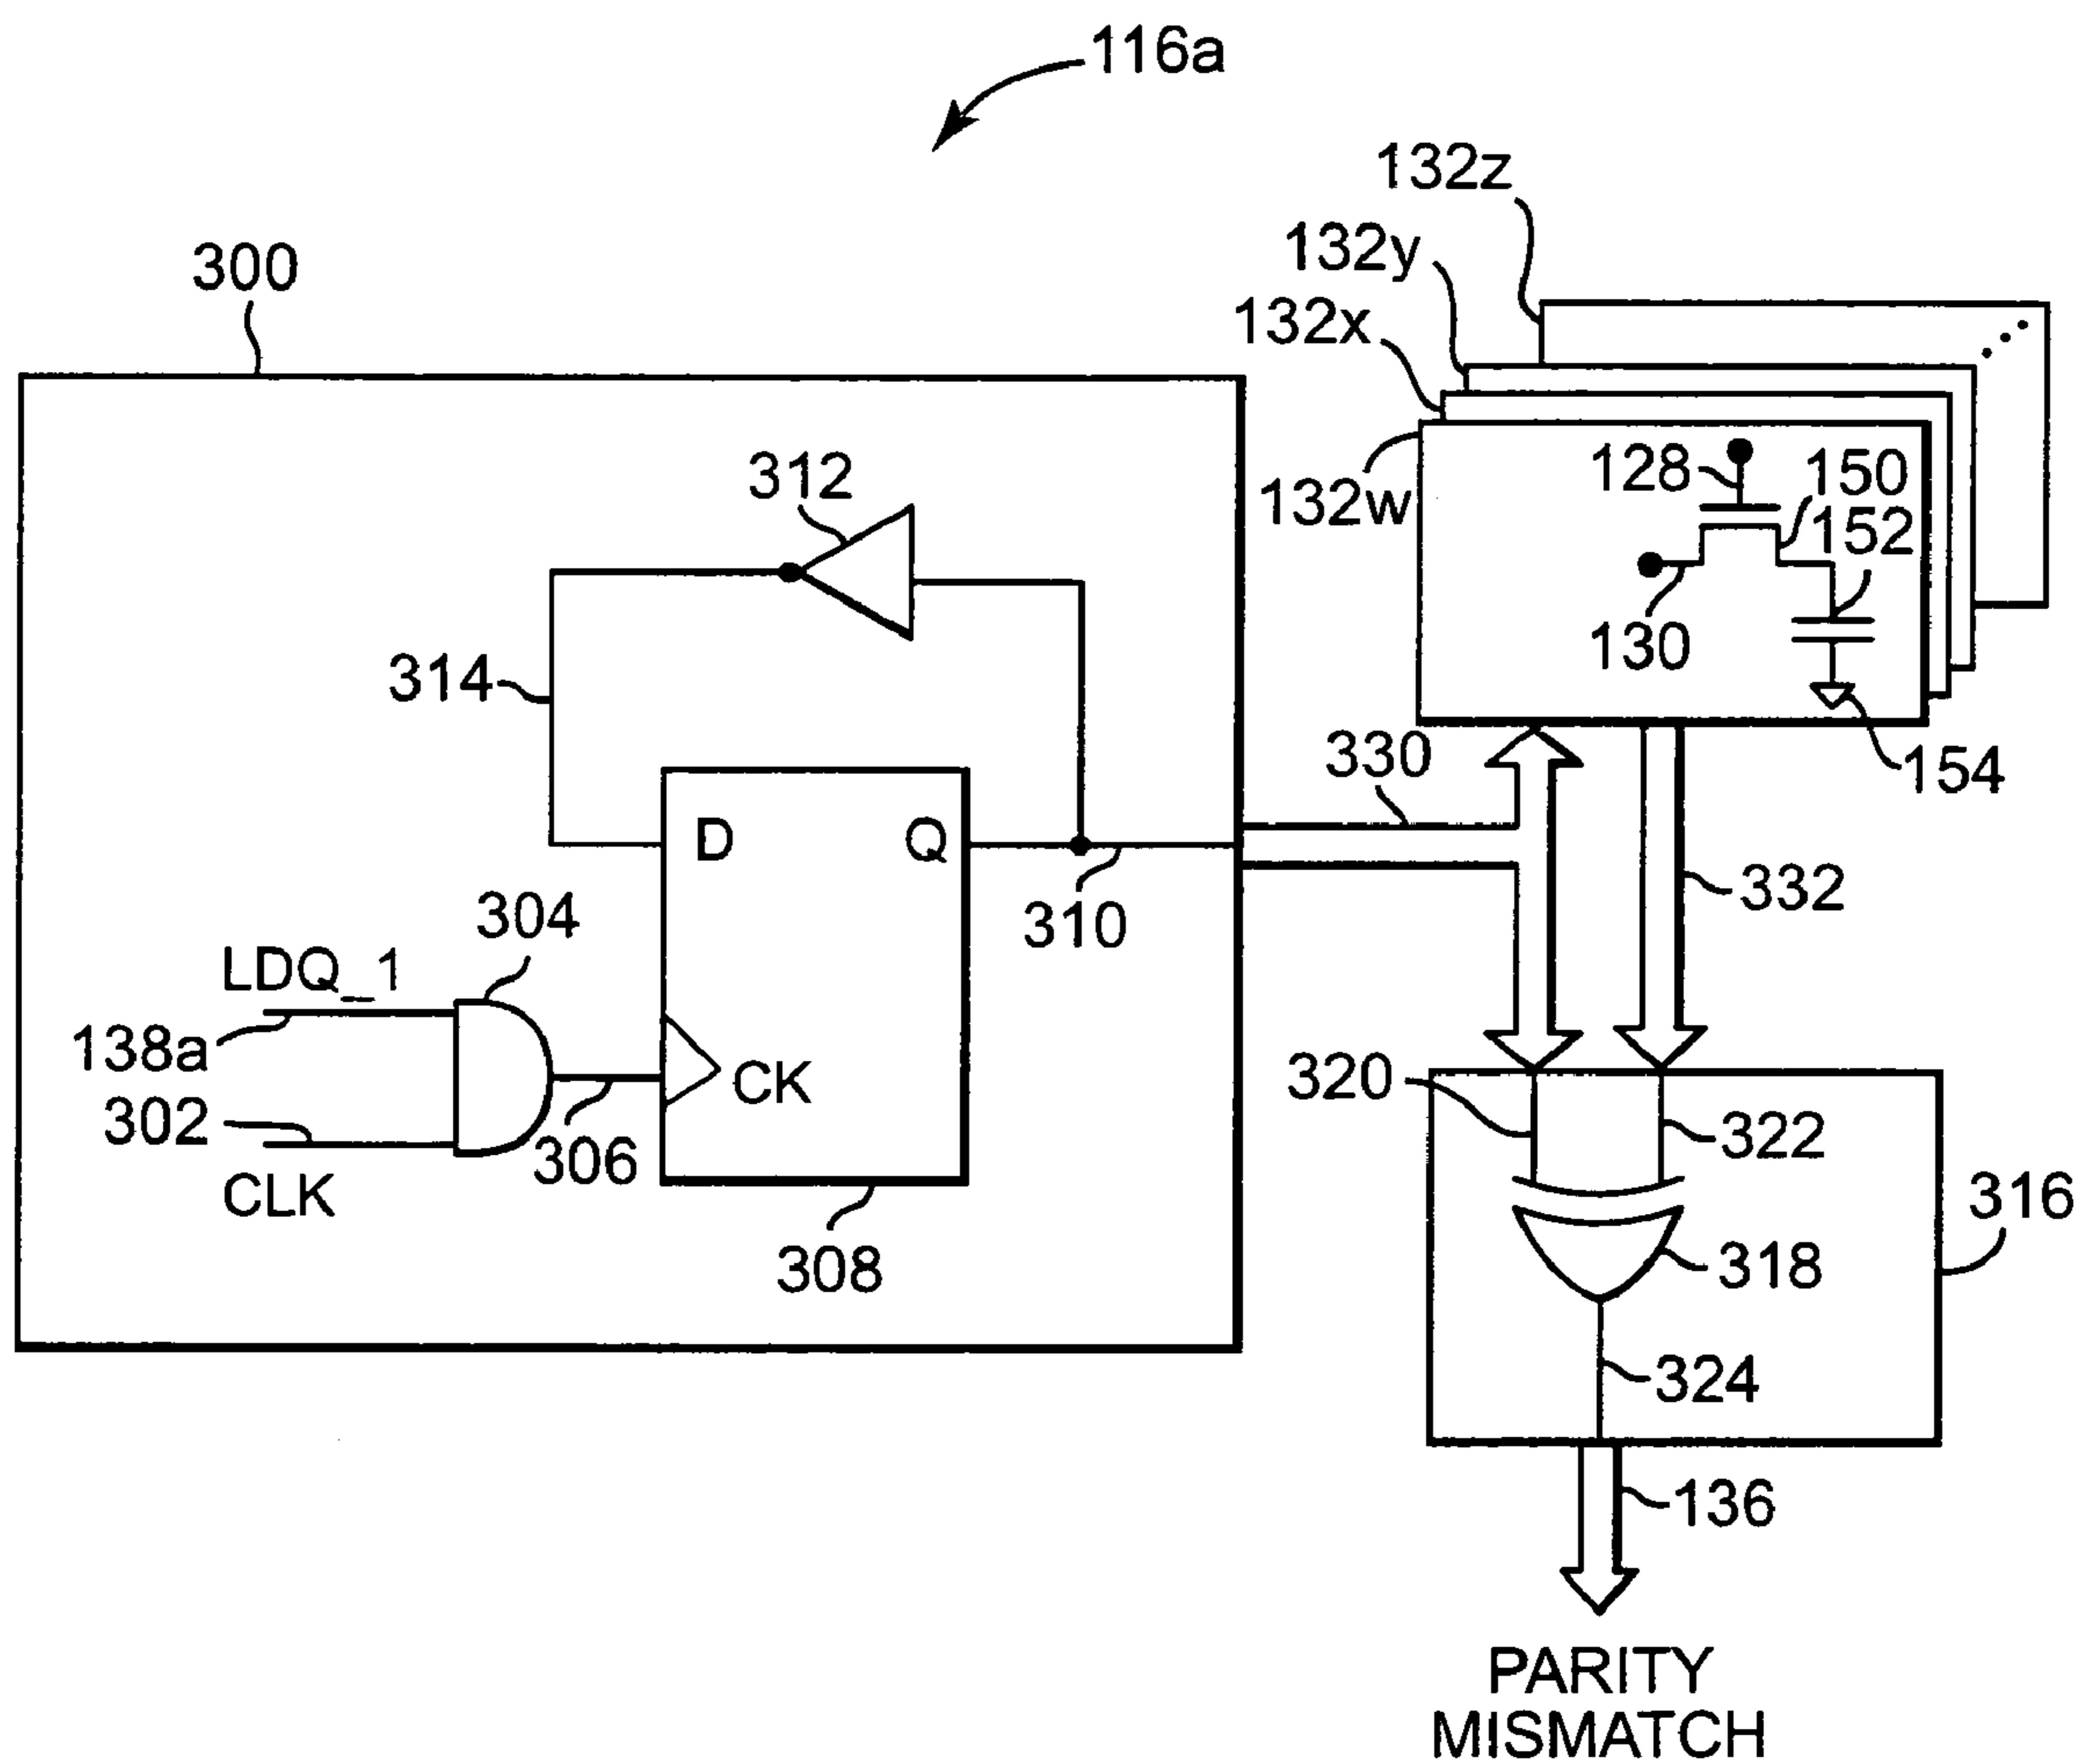 116a
132z
132y
300
132x
312
128
150
132w
152
314
130
330
154
D
Q
304
332
310
LDQ_1
138a
CK
320
302
306
322
CLK
316
308
318
324
136
PARITY
MISMATCH